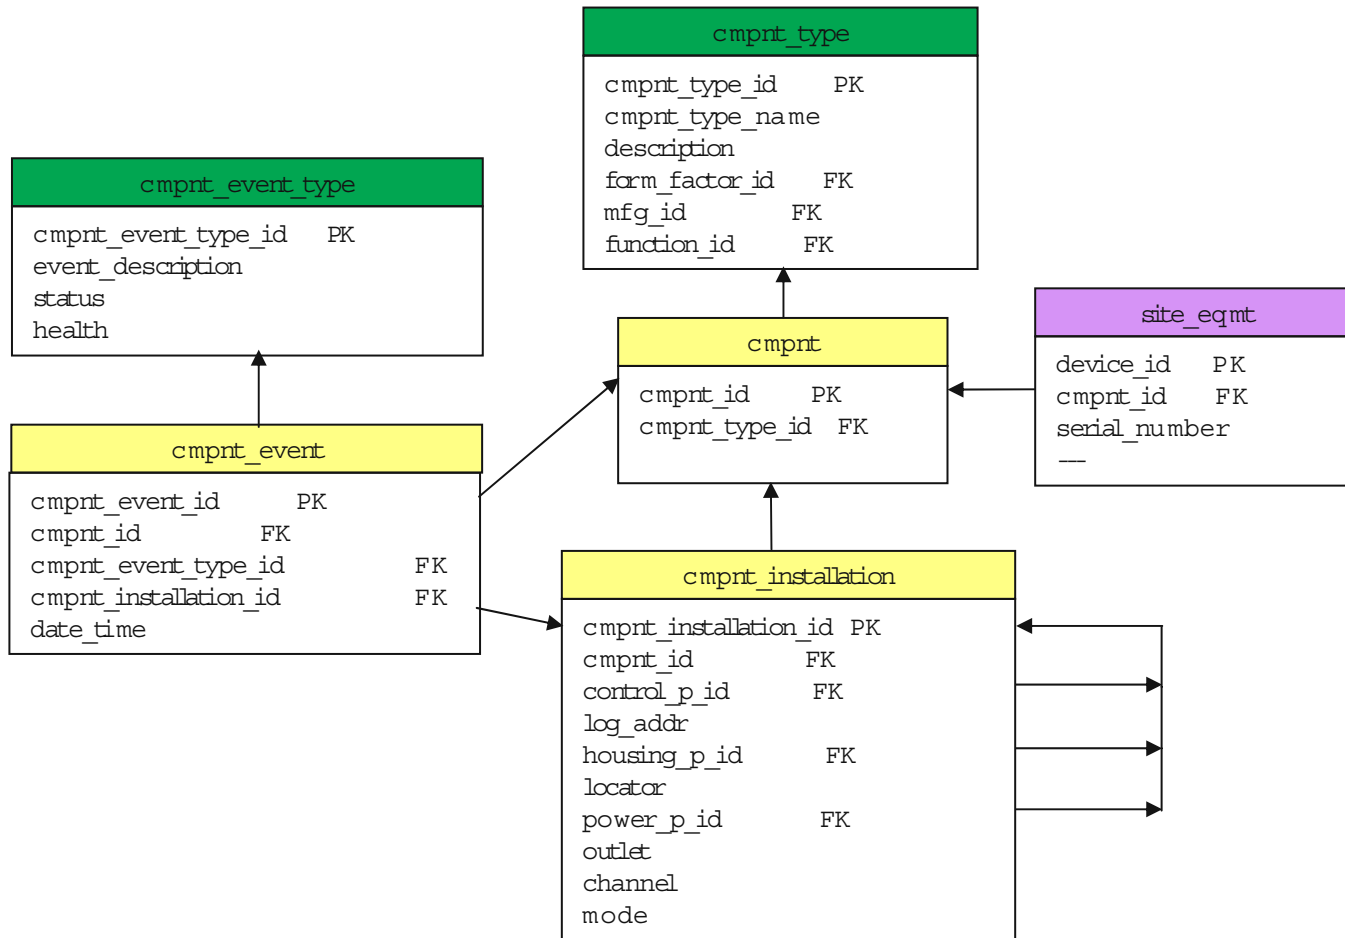 cmpnt_type
cmpnt_type_id PK
cmpnt_type_name
description
form_factor_id FK
mfg_id FK
function_id FK
cmpnt_event_type
cmpnt_event_type_id PK
event_description
status
health
site_eqmt
device_id PK
cmpnt_id FK
serial_number
---
cmpnt
cmpnt_id PK
cmpnt_type_id FK
cmpnt_event
cmpnt_event_id PK
cmpnt_id FK
cmpnt_event_type_id FK
cmpnt_installation_id FK
date_time
cmpnt_installation
cmpnt_installation_id PK
cmpnt_id FK
control_p_id FK
log_addr
housing_p_id FK
locator
power_p_id FK
outlet
channel
mode